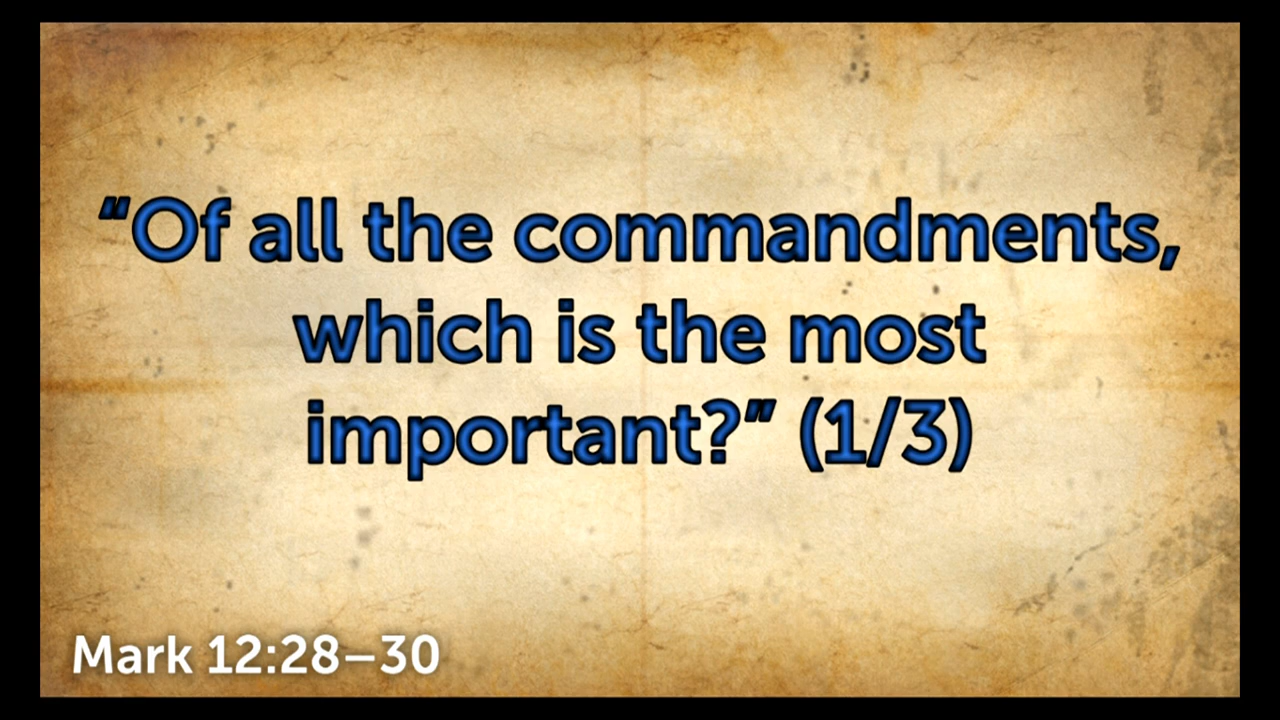 “Of all the commandments,
which is the most
important?” (1/3)
Mark 12:28–30